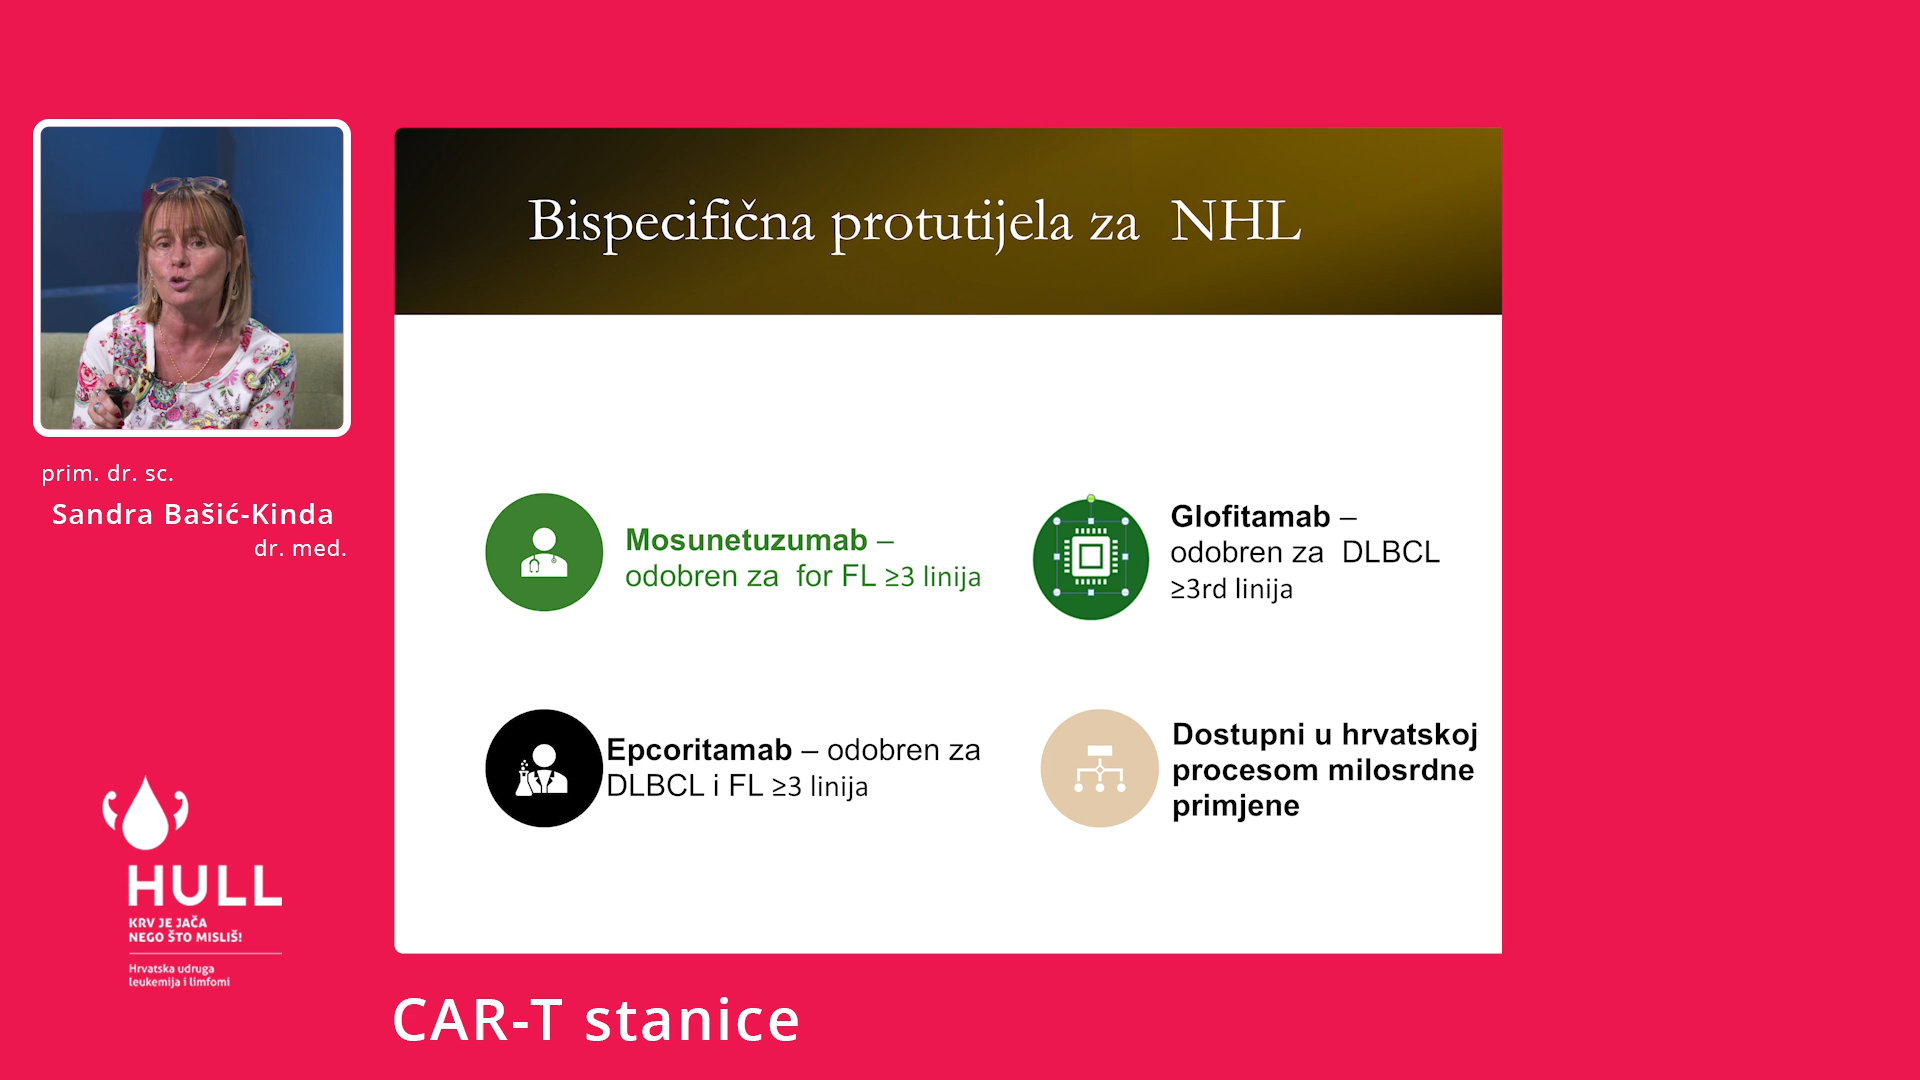 Bispecifična protutijela za  NHL
prim. dr. sc.
Sandra Bašić-Kinda
dr. med.
Mosunetuzumab –
odobren za  for FL ≥3 linija
Glofitamab –
odobren za  DLBCL
≥3rd linija
Epcoritamab – odobren za
DLBCL i FL ≥3 linija
Dostupni u hrvatskoj
procesom milosrdne
primjene
HULL
KRV JE JAČA
NEGO ŠTO MISLIŠ!
Hrvatska udruga
leukemija i limfomi
CAR-T stanice